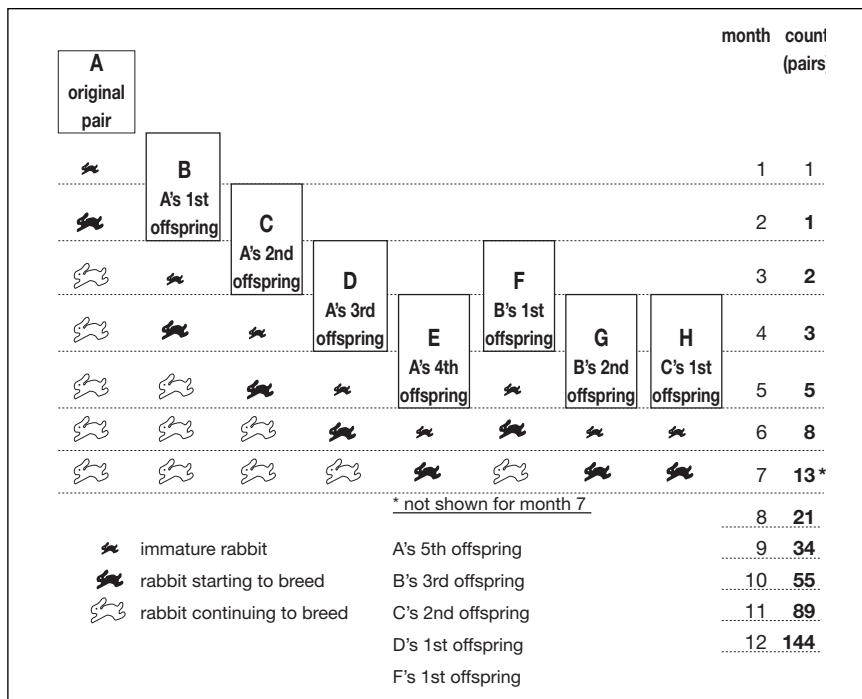 month count
(pairs
A
original
pair
B
A's 1st
offspring
1 1
C
A's 2nd
offspring
2 1
D
A's 3rd
offspring
F
B's 1st
offspring
3 2
E
A's 4th
offspring
G
B's 2nd
offspring
H
C's 1st
offspring
4 3
5 5
6 8
7 13 *
* not shown for month 7
8 21
immature rabbit A's 5th offspring 9 34
rabbit starting to breed B's 3rd offspring 10 55
rabbit continuing to breed C's 2nd offspring 11 89
D's 1st offspring 12 144
F's 1st offspring